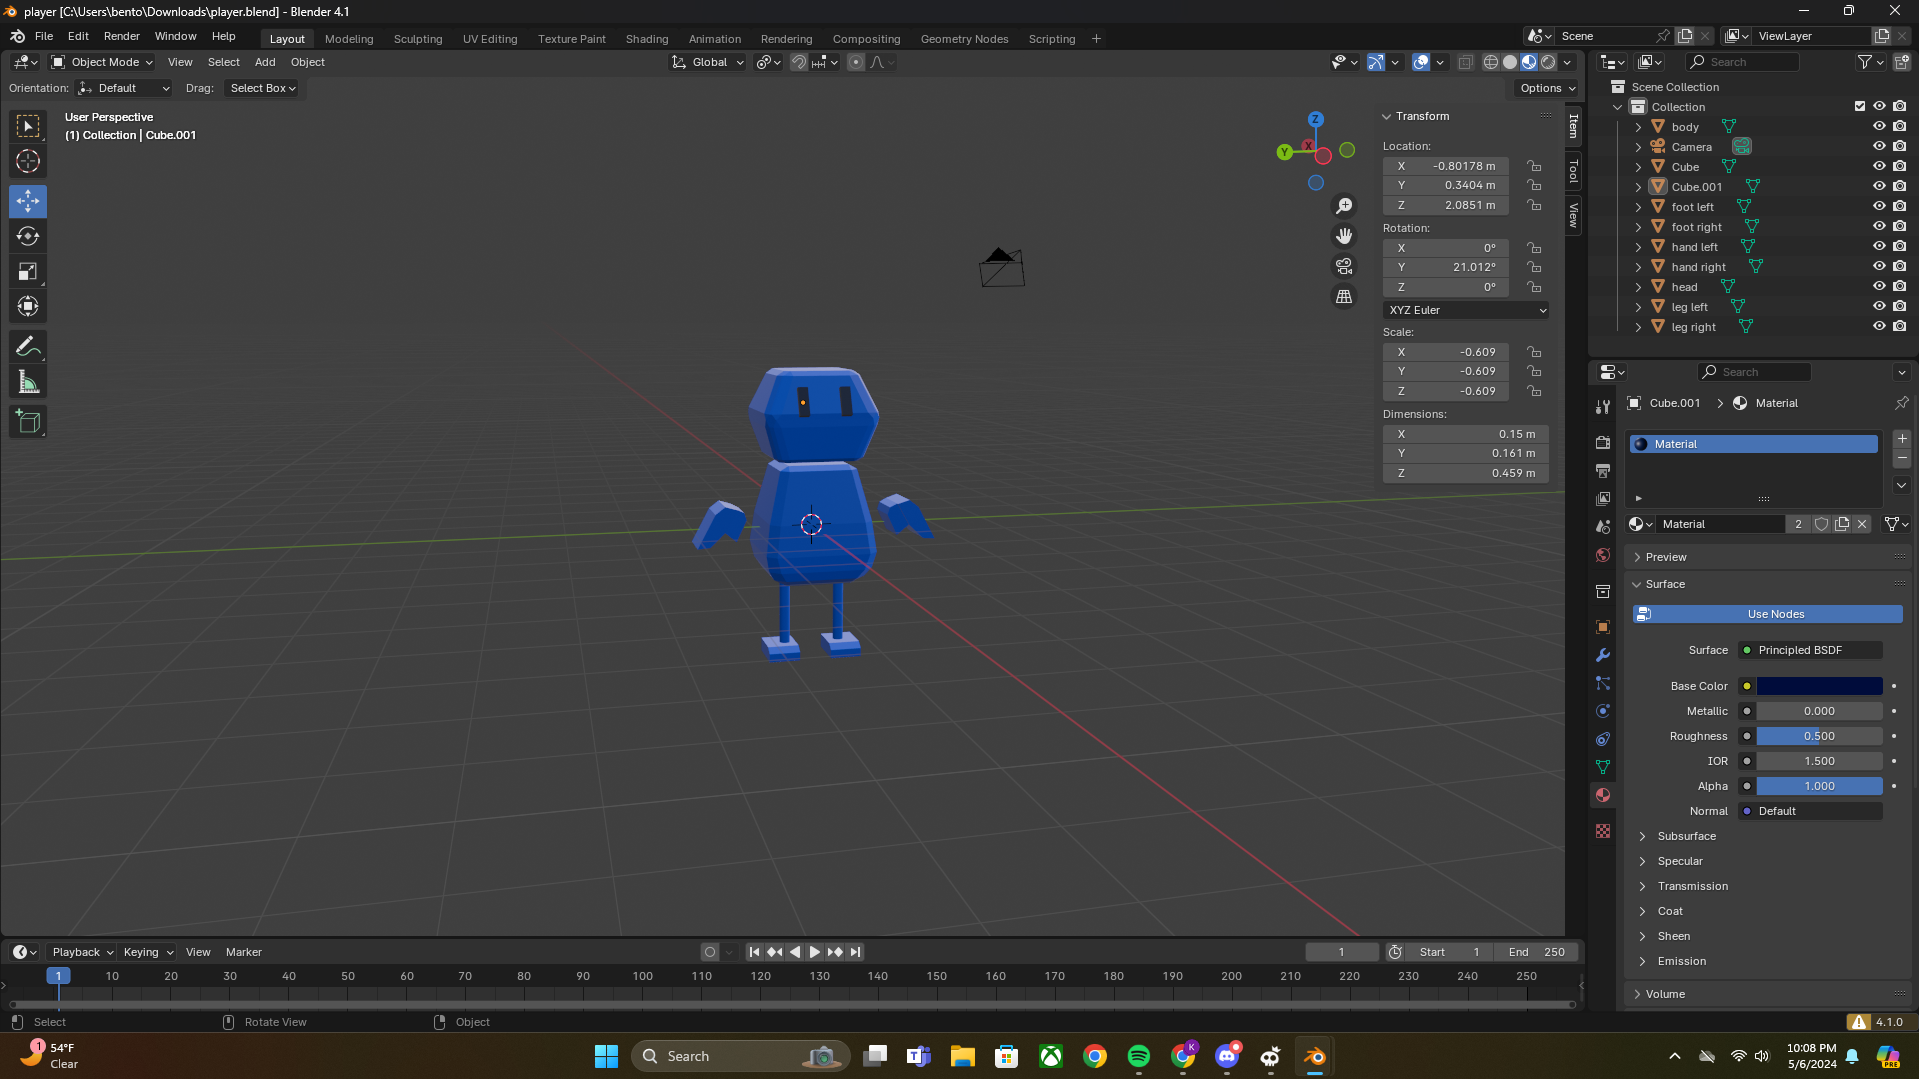 player [C:\Users\bento\Downloads\player.blend] - Blender 4.1
File Edit Render Window Help Layout Modeling Sculpting UV Editing Texture Paint Shading Animation Rendering Compositing Geometry Nodes Scripting + Scene ViewLayer
Object Mode View Select Add Object Global Search
Orientation: Default Drag: Select Box Options
User Perspective
(1) Collection | Cube.001
Z
Y
X
Transform
Location:
X -0.80178 m
Y 0.3404 m
Z 2.0851 m
Rotation:
X 0°
Y 21.012°
Z 0°
XYZ Euler
Scale:
X -0.609
Y -0.609
Z -0.609
Dimensions:
X 0.15 m
Y 0.161 m
Z 0.459 m
Item
Tool
View
Scene Collection
Collection
body
Camera
Cube
Cube.001
foot left
foot right
hand left
hand right
head
leg left
leg right
Search
Cube.001 > Material
Material
Material 2
Preview
Surface
Use Nodes
Surface Principled BSDF
Base Color
Metallic 0.000
Roughness 0.500
IOR 1.500
Alpha 1.000
Normal Default
Subsurface
Specular
Transmission
Coat
Sheen
Emission
Volume
Playback Keying View Marker 1 Start 1 End 250
1 10 20 30 40 50 60 70 80 90 100 110 120 130 140 150 160 170 180 190 200 210 220 230 240 250
Select Rotate View Object 4.1.0
1 54°F
Clear
Search
K
PRE
10:08 PM
5/6/2024